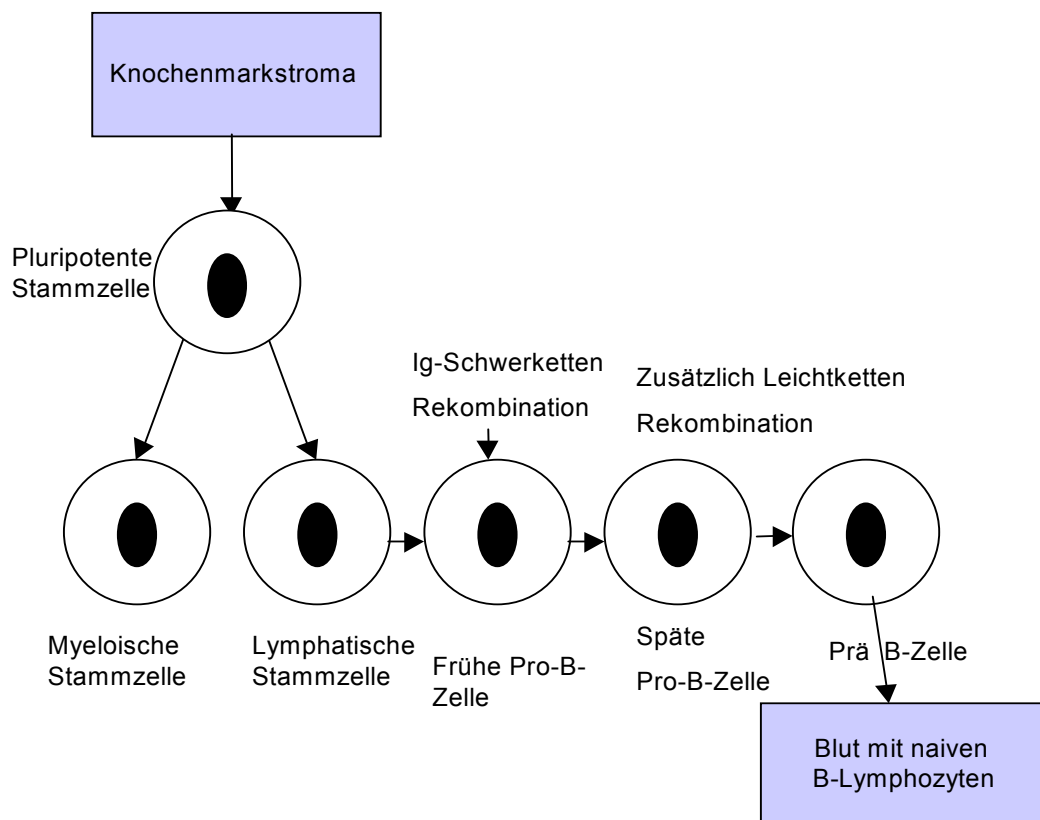 Knochenmarkstroma
Pluripotente
Stammzelle
Ig-Schwerketten
Rekombination
Zusätzlich Leichtketten
Rekombination
Myeloische
Stammzelle
Lymphatische
Stammzelle
Frühe Pro-B-
Zelle
Späte
Pro-B-Zelle
Prä B-Zelle
Blut mit naiven
B-Lymphozyten